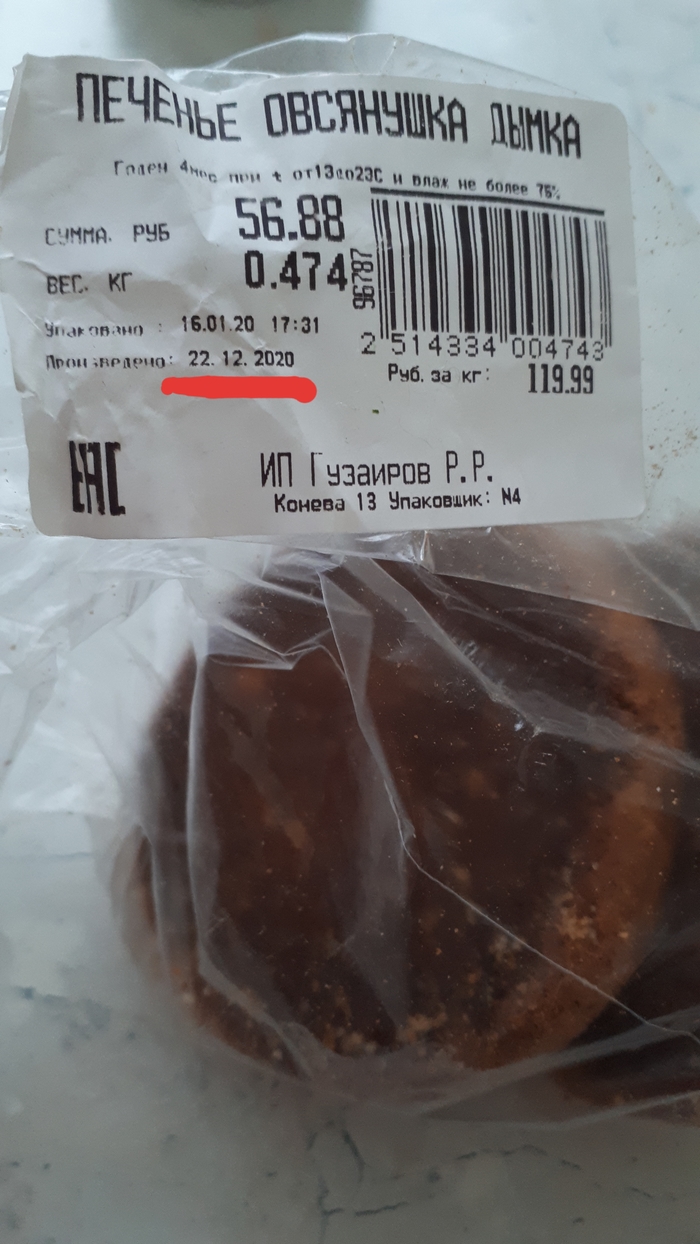 ПЕЧЕНЬЕ ОВСЯНУШКА ДЫМКА
Годен 4мес при t от13до23С и влаж не более 75%
СУММА. РУБ 56.88
ВЕС. КГ 0.474
96787
Упаковано : 16.01.20 17:31
Произведено: 22. 12. 2020
2 514334 004743
Руб. за кг: 119.99
EAC
ИП Гузаиров Р.Р.
Конева 13 Упаковщик: N4